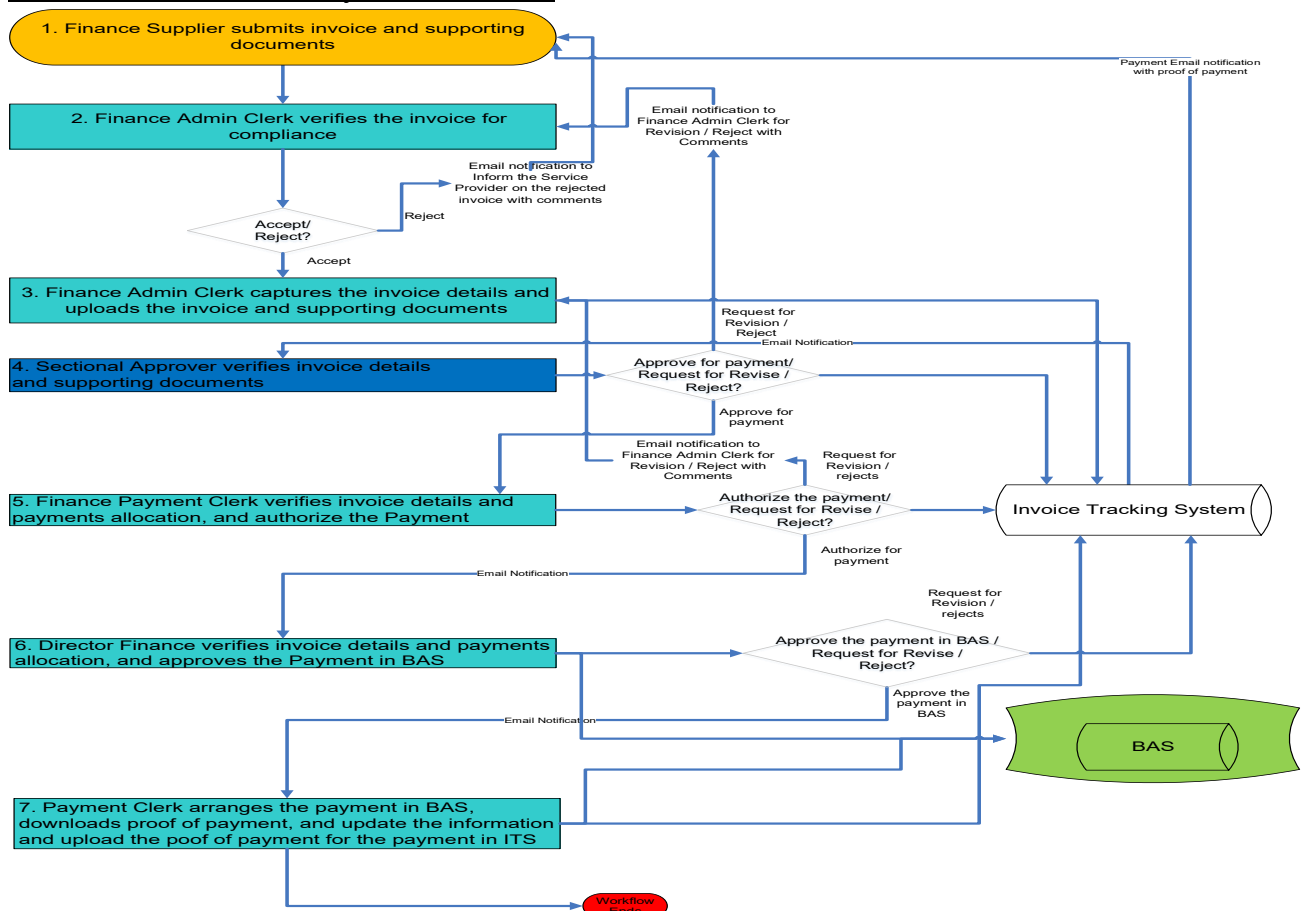 1. Finance Supplier submits invoice and supporting
documents
Payment Email notification
with proof of payment
2. Finance Admin Clerk verifies the invoice for
compliance
Email notification to
Finance Admin Clerk for
Revision / Reject with
Comments
Email notification to
Inform the Service
Provider on the rejected
invoice with comments
Accept/
Reject?
Reject
Accept
3. Finance Admin Clerk captures the invoice details and
uploads the invoice and supporting documents
Request for
Revision /
Reject
Email Notification
4. Sectional Approver verifies invoice details
and supporting documents
Approve for payment/
Request for Revise /
Reject?
Approve for
payment
Email notification to
Finance Admin Clerk for
Revision / Reject with
Comments
Request for
Revision /
rejects
5. Finance Payment Clerk verifies invoice details and
payments allocation, and authorize the Payment
Authorize the payment/
Request for Revise /
Reject?
Invoice Tracking System
Authorize for
payment
Email Notification
Request for
Revision /
rejects
6. Director Finance verifies invoice details and payments
allocation, and approves the Payment in BAS
Approve the payment in BAS /
Request for Revise /
Reject?
Approve the
payment in
BAS
Email Notification
BAS
7. Payment Clerk arranges the payment in BAS,
downloads proof of payment, and update the information
and upload the poof of payment for the payment in ITS
Workflow
Ends